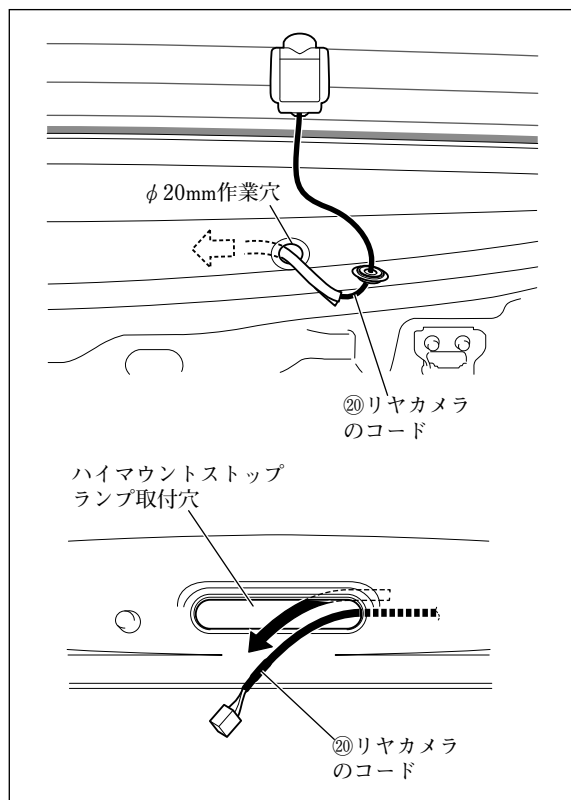 φ20mm作業穴
⑳リヤカメラ
のコード
ハイマウントストップ
ランプ取付穴
⑳リヤカメラ
のコード